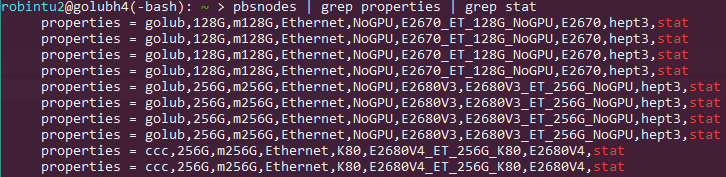 robintu2@golubh4(-bash): ~ > pbsnodes | grep properties | grep stat
properties = golub,128G,m128G,Ethernet,NoGPU,E2670_ET_128G_NoGPU,E2670,hept3,stat
properties = golub,128G,m128G,Ethernet,NoGPU,E2670_ET_128G_NoGPU,E2670,hept3,stat
properties = golub,128G,m128G,Ethernet,NoGPU,E2670_ET_128G_NoGPU,E2670,hept3,stat
properties = golub,128G,m128G,Ethernet,NoGPU,E2670_ET_128G_NoGPU,E2670,hept3,stat
properties = golub,256G,m256G,Ethernet,NoGPU,E2680V3,E2680V3_ET_256G_NoGPU,hept3,stat
properties = golub,256G,m256G,Ethernet,NoGPU,E2680V3,E2680V3_ET_256G_NoGPU,hept3,stat
properties = golub,256G,m256G,Ethernet,NoGPU,E2680V3,E2680V3_ET_256G_NoGPU,hept3,stat
properties = golub,256G,m256G,Ethernet,NoGPU,E2680V3,E2680V3_ET_256G_NoGPU,hept3,stat
properties = ccc,256G,m256G,Ethernet,K80,E2680V4_ET_256G_K80,E2680V4,stat
properties = ccc,256G,m256G,Ethernet,K80,E2680V4_ET_256G_K80,E2680V4,stat